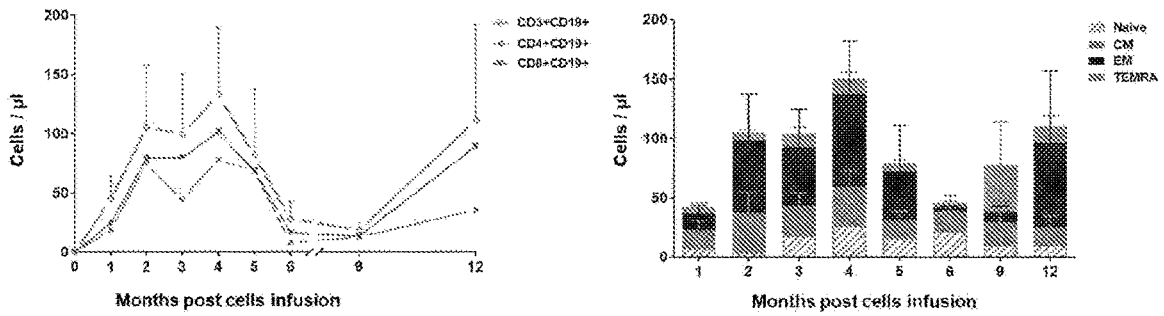 200
150
100
50
0
Cells / µl
0 1 2 3 4 5 6 9 12
Months post cells infusion
CD3+CD19+
CD4+CD19+
CD8+CD19+
200
150
100
50
0
Cells / µl
1 2 3 4 5 6 9 12
Months post cells infusion
Naive
CM
EM
TEMRA